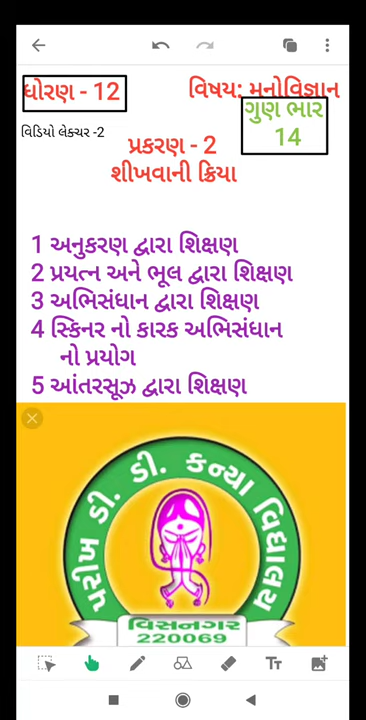 ધોરણ - 12
વિષય: મનોવિજ્ઞાન
ગુણ ભાર
14
વિડિયો લેક્ચર -2
પ્રકરણ - 2
શીખવાની ક્રિયા
1 અનુકરણ દ્વારા શિક્ષણ
2 પ્રયત્ન અને ભૂલ દ્વારા શિક્ષણ
3 અભિસંધાન દ્વારા શિક્ષણ
4 સ્કિનર નો કારક અભિસંધાન
નો પ્રયોગ
5 આંતરસૂઝ દ્વારા શિક્ષણ
પરીખ ડી. ડી. કન્યા વિદ્યાલય
વિસનગર
220069
TT